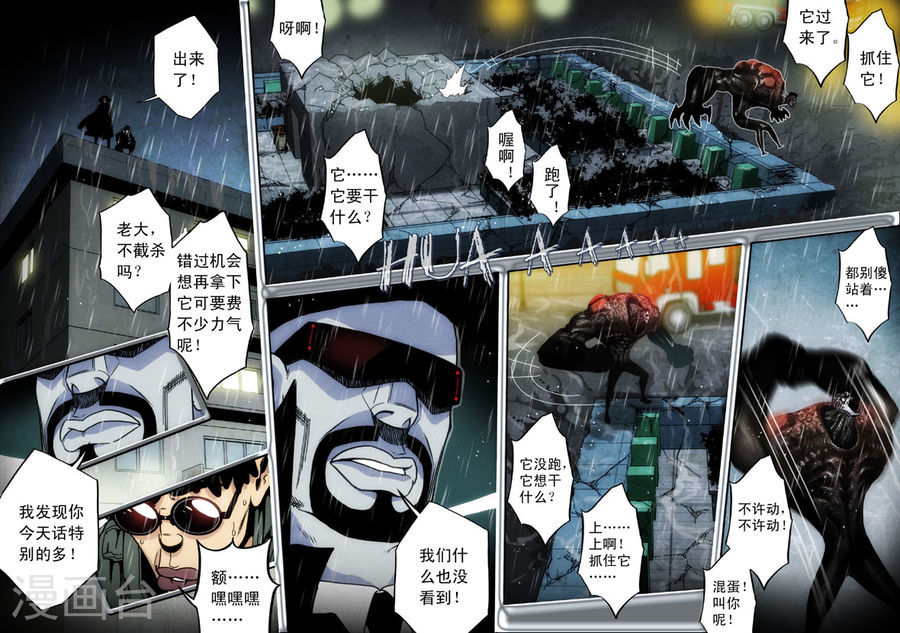 出来
了！
呀啊！
它过
来了。
抓住
它！
它……
它要干
什么？
喔
啊！
跑
了！
HUA A A A A A
老大，
不截杀
吗？
错过机会
想再拿下
它可要费
不少力气
呢！
我发现你
今天话特
别的多！
额……
嘿嘿嘿
我们什
么也没
看到！
它没跑，
它想干
什么？
上……
上啊！
抓住它……
都别傻
站着……
……
不许动，
不许动！
混蛋！
叫你
呢！
漫画台